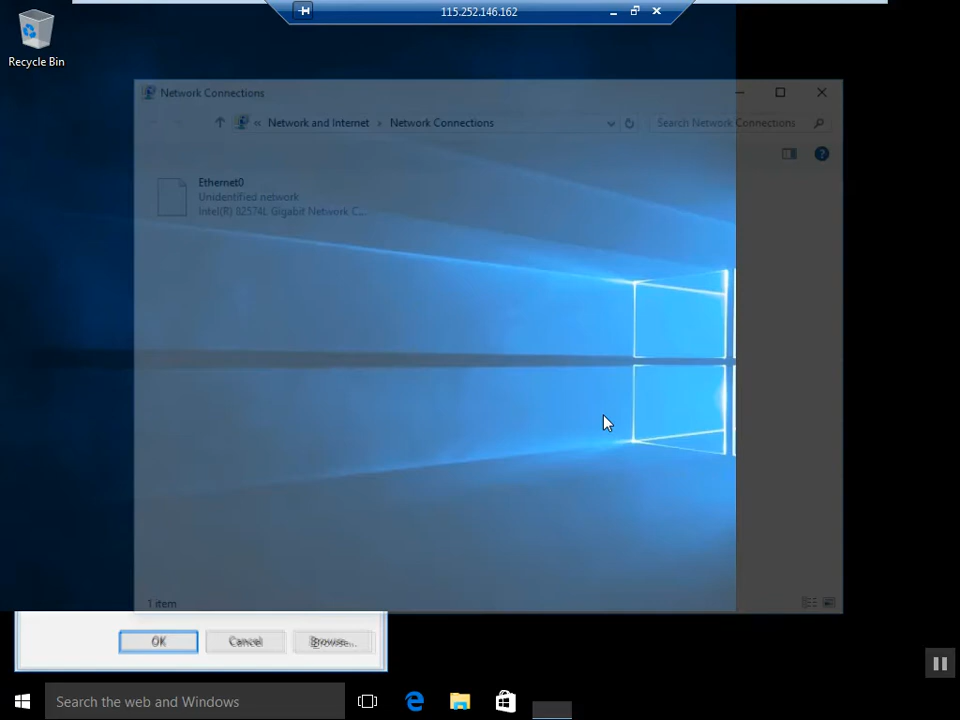 115.252.146.162
Recycle Bin
Network Connections
« Network and Internet › Network Connections
Search Network Connections
Ethernet0
Unidentified network
Intel(R) 82574L Gigabit Network C...
1 item
OK
Cancel
Browse...
Search the web and Windows